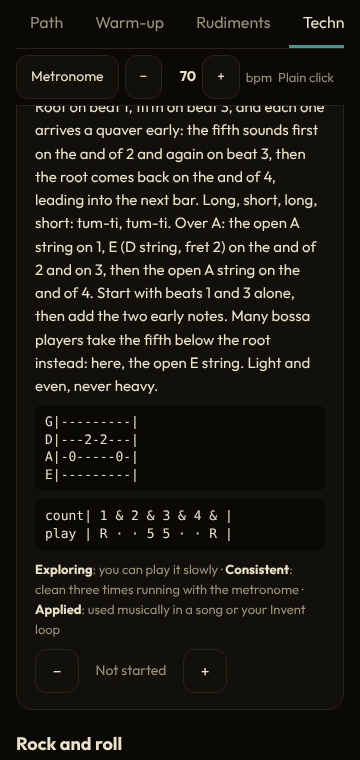 Path Warm-up Rudiments Techn
Metronome − 70 + bpm Plain click
Root on beat 1, fifth on beat 3, and each one
arrives a quaver early: the fifth sounds first
on the and of 2 and again on beat 3, then
the root comes back on the and of 4,
leading into the next bar. Long, short, long,
short: tum-ti, tum-ti. Over A: the open A
string on 1, E (D string, fret 2) on the and of
2 and on 3, then the open A string on the
and of 4. Start with beats 1 and 3 alone,
then add the two early notes. Many bossa
players take the fifth below the root
instead: here, the open E string. Light and
even, never heavy.
G|---------|
D|---2-2---|
A|-0-----0-|
E|---------|
count| 1 & 2 & 3 & 4 & |
play | R · · 5 5 · · R |
Exploring: you can play it slowly · Consistent:
clean three times running with the metronome ·
Applied: used musically in a song or your Invent
loop
− Not started +
Rock and roll